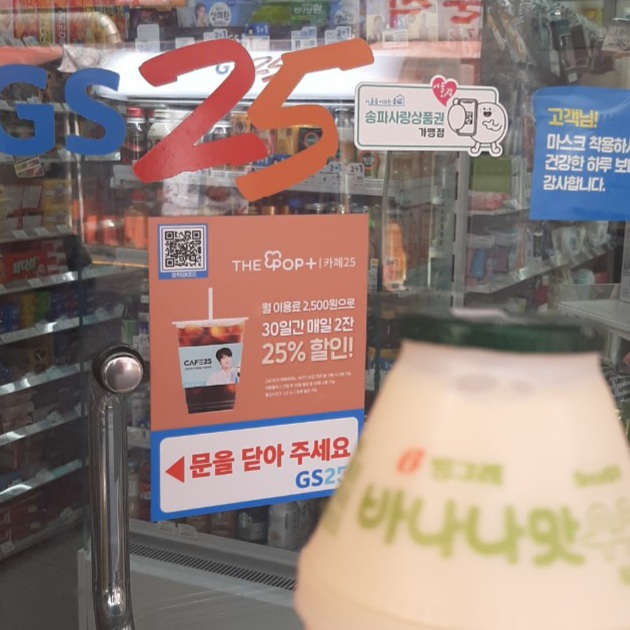 GS25
송파사랑상품권
가맹점
고객님!
마스크 착용하시
건강한 하루 보
감사합니다.
THE POP+ | 카페25
월 이용료 2,500원으로
30일간 매일 2잔
25% 할인!
CAFE25
문을 닫아 주세요
GS25
빙그레
바나나맛